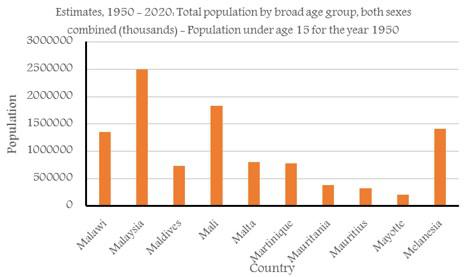 Estimates, 1950 - 2020: Total population by broad age group, both sexes
combined (thousands) - Population under age 15 for the year 1950
3000000
2500000
2000000
1500000
1000000
500000
0
Population
Malawi
Malaysia
Maldives
Mali
Malta
Martinique
Mauritania
Mauritius
Mayotte
Melanesia
Country